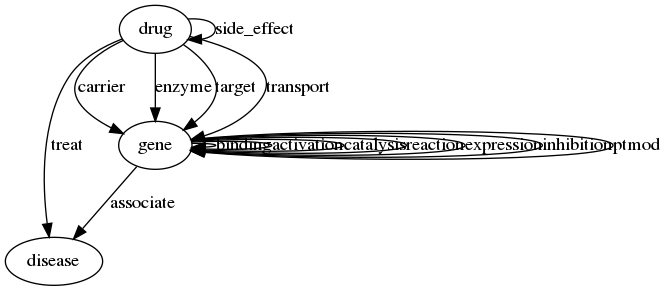 drug
side_effect
carrier
enzyme
target
transport
treat
gene
binding
activation
catalysis
reaction
expression
inhibition
ptmod
associate
disease